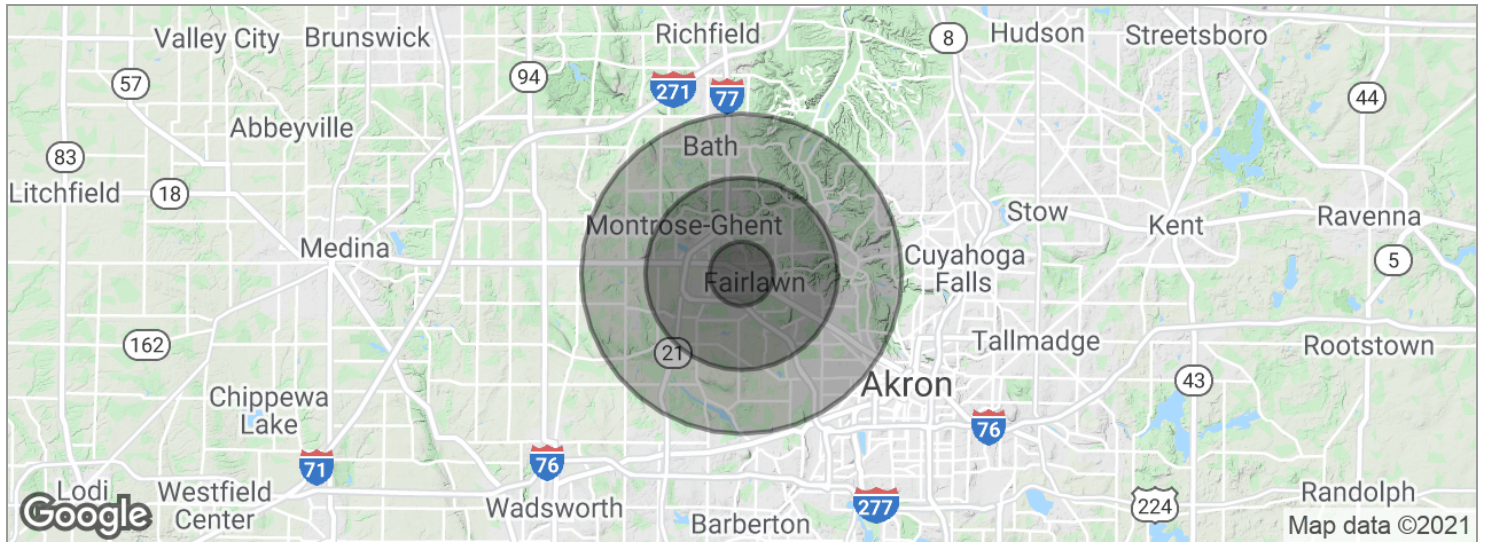 Valley City
Brunswick
Richfield
8
Hudson
Streetsboro
57
94
271
77
44
Abbeyville
Bath
83
Litchfield
18
Montrose-Ghent
Stow
Kent
Ravenna
Medina
Cuyahoga
Falls
5
Fairlawn
162
21
Tallmadge
Rootstown
Chippewa
Lake
Akron
43
71
76
76
Lodi
Westfield
Center
Wadsworth
277
224
Randolph
Barberton
Google
Map data ©2021